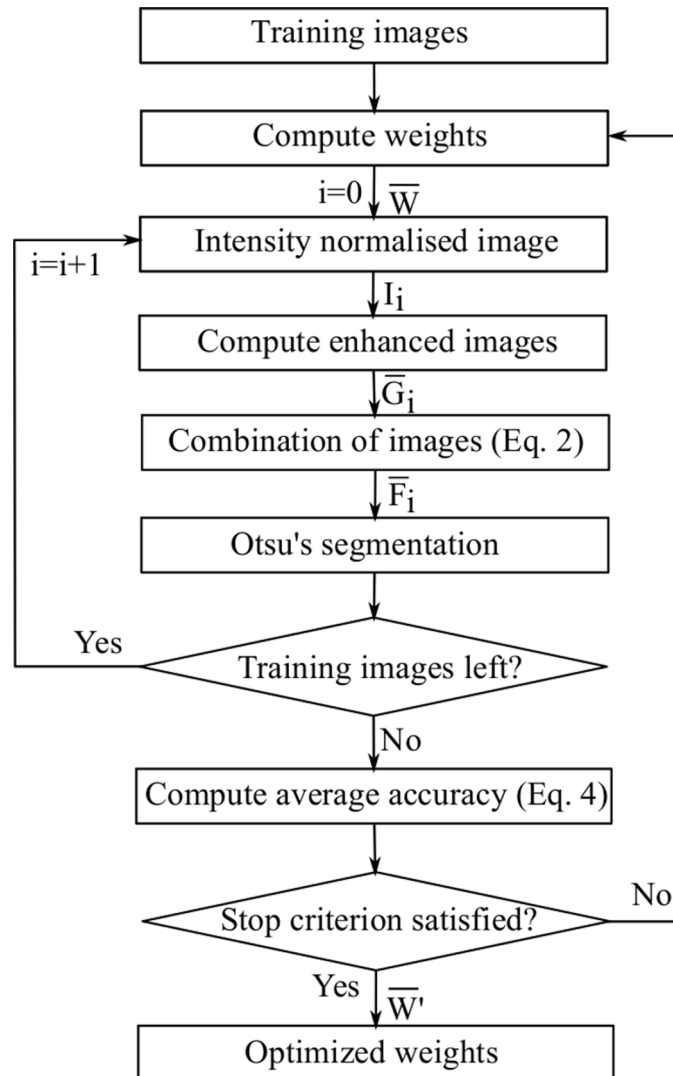 Training images
Compute weights
i=0 W̅
Intensity normalised image
i=i+1
Iᵢ
Compute enhanced images
G̅ᵢ
Combination of images (Eq. 2)
F̅ᵢ
Otsu's segmentation
Yes
Training images left?
No
Compute average accuracy (Eq. 4)
No
Stop criterion satisfied?
Yes W̅'
Optimized weights